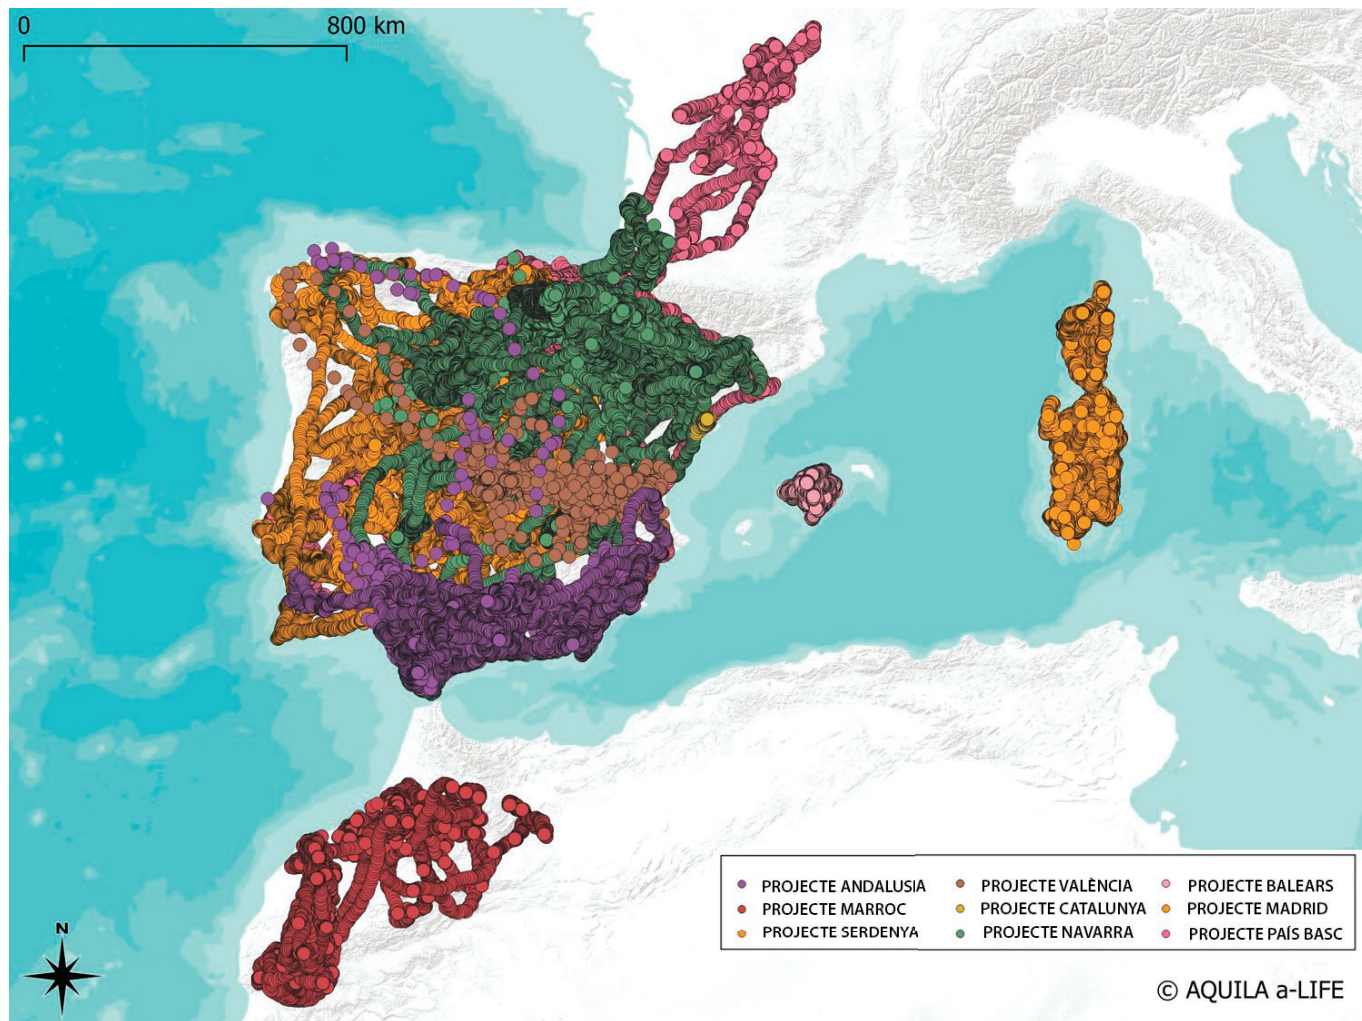 0 800 km
PROJECTE ANDALUSIA PROJECTE VALÈNCIA PROJECTE BALEARS
PROJECTE MARROC PROJECTE CATALUNYA PROJECTE MADRID
PROJECTE SERDENYA PROJECTE NAVARRA PROJECTE PAÍS BASC
N
© AQUILA a-LIFE